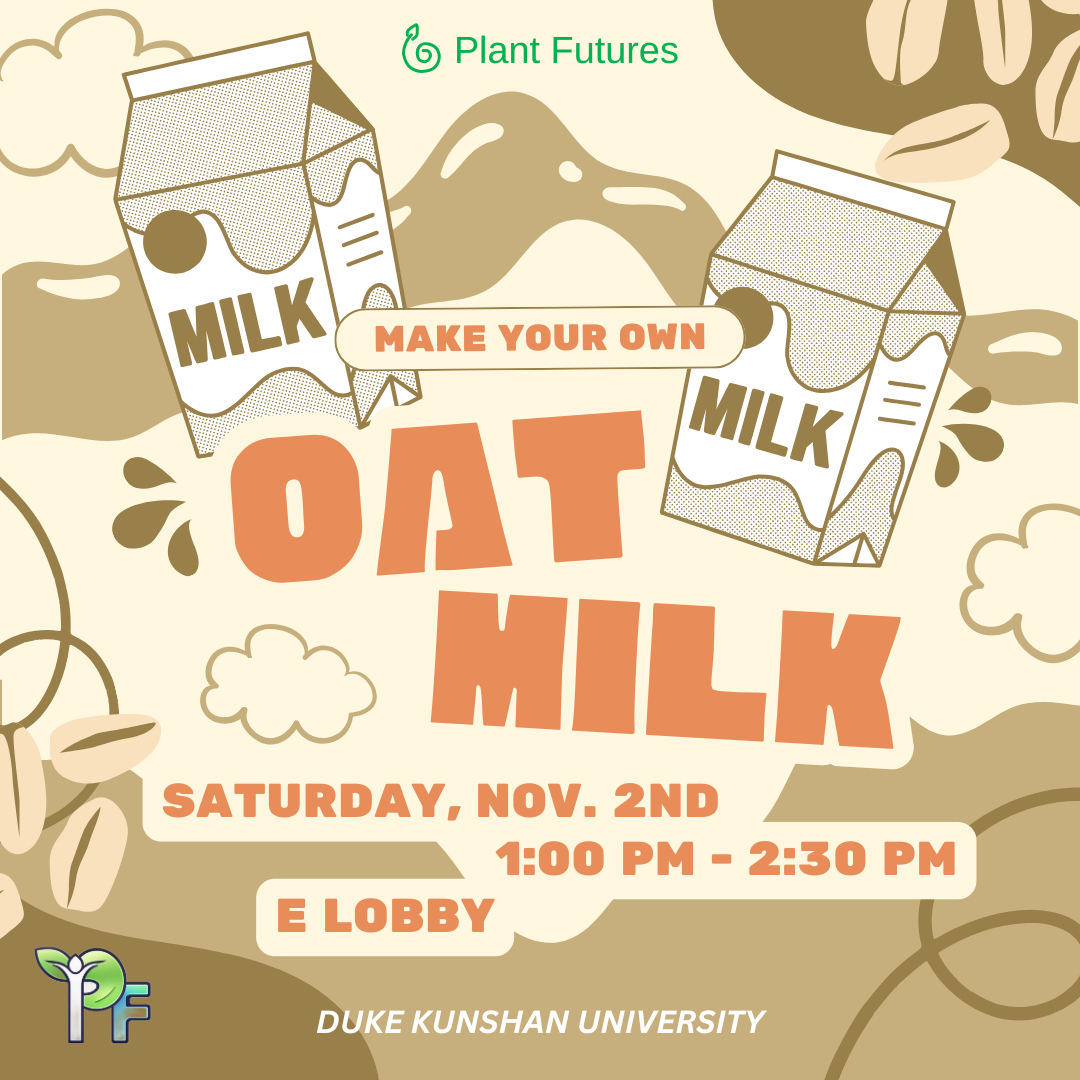 Plant Futures
MILK
MAKE YOUR OWN
MILK
OAT
MILK
SATURDAY, NOV. 2ND
1:00 PM - 2:30 PM
E LOBBY
PF
DUKE KUNSHAN UNIVERSITY